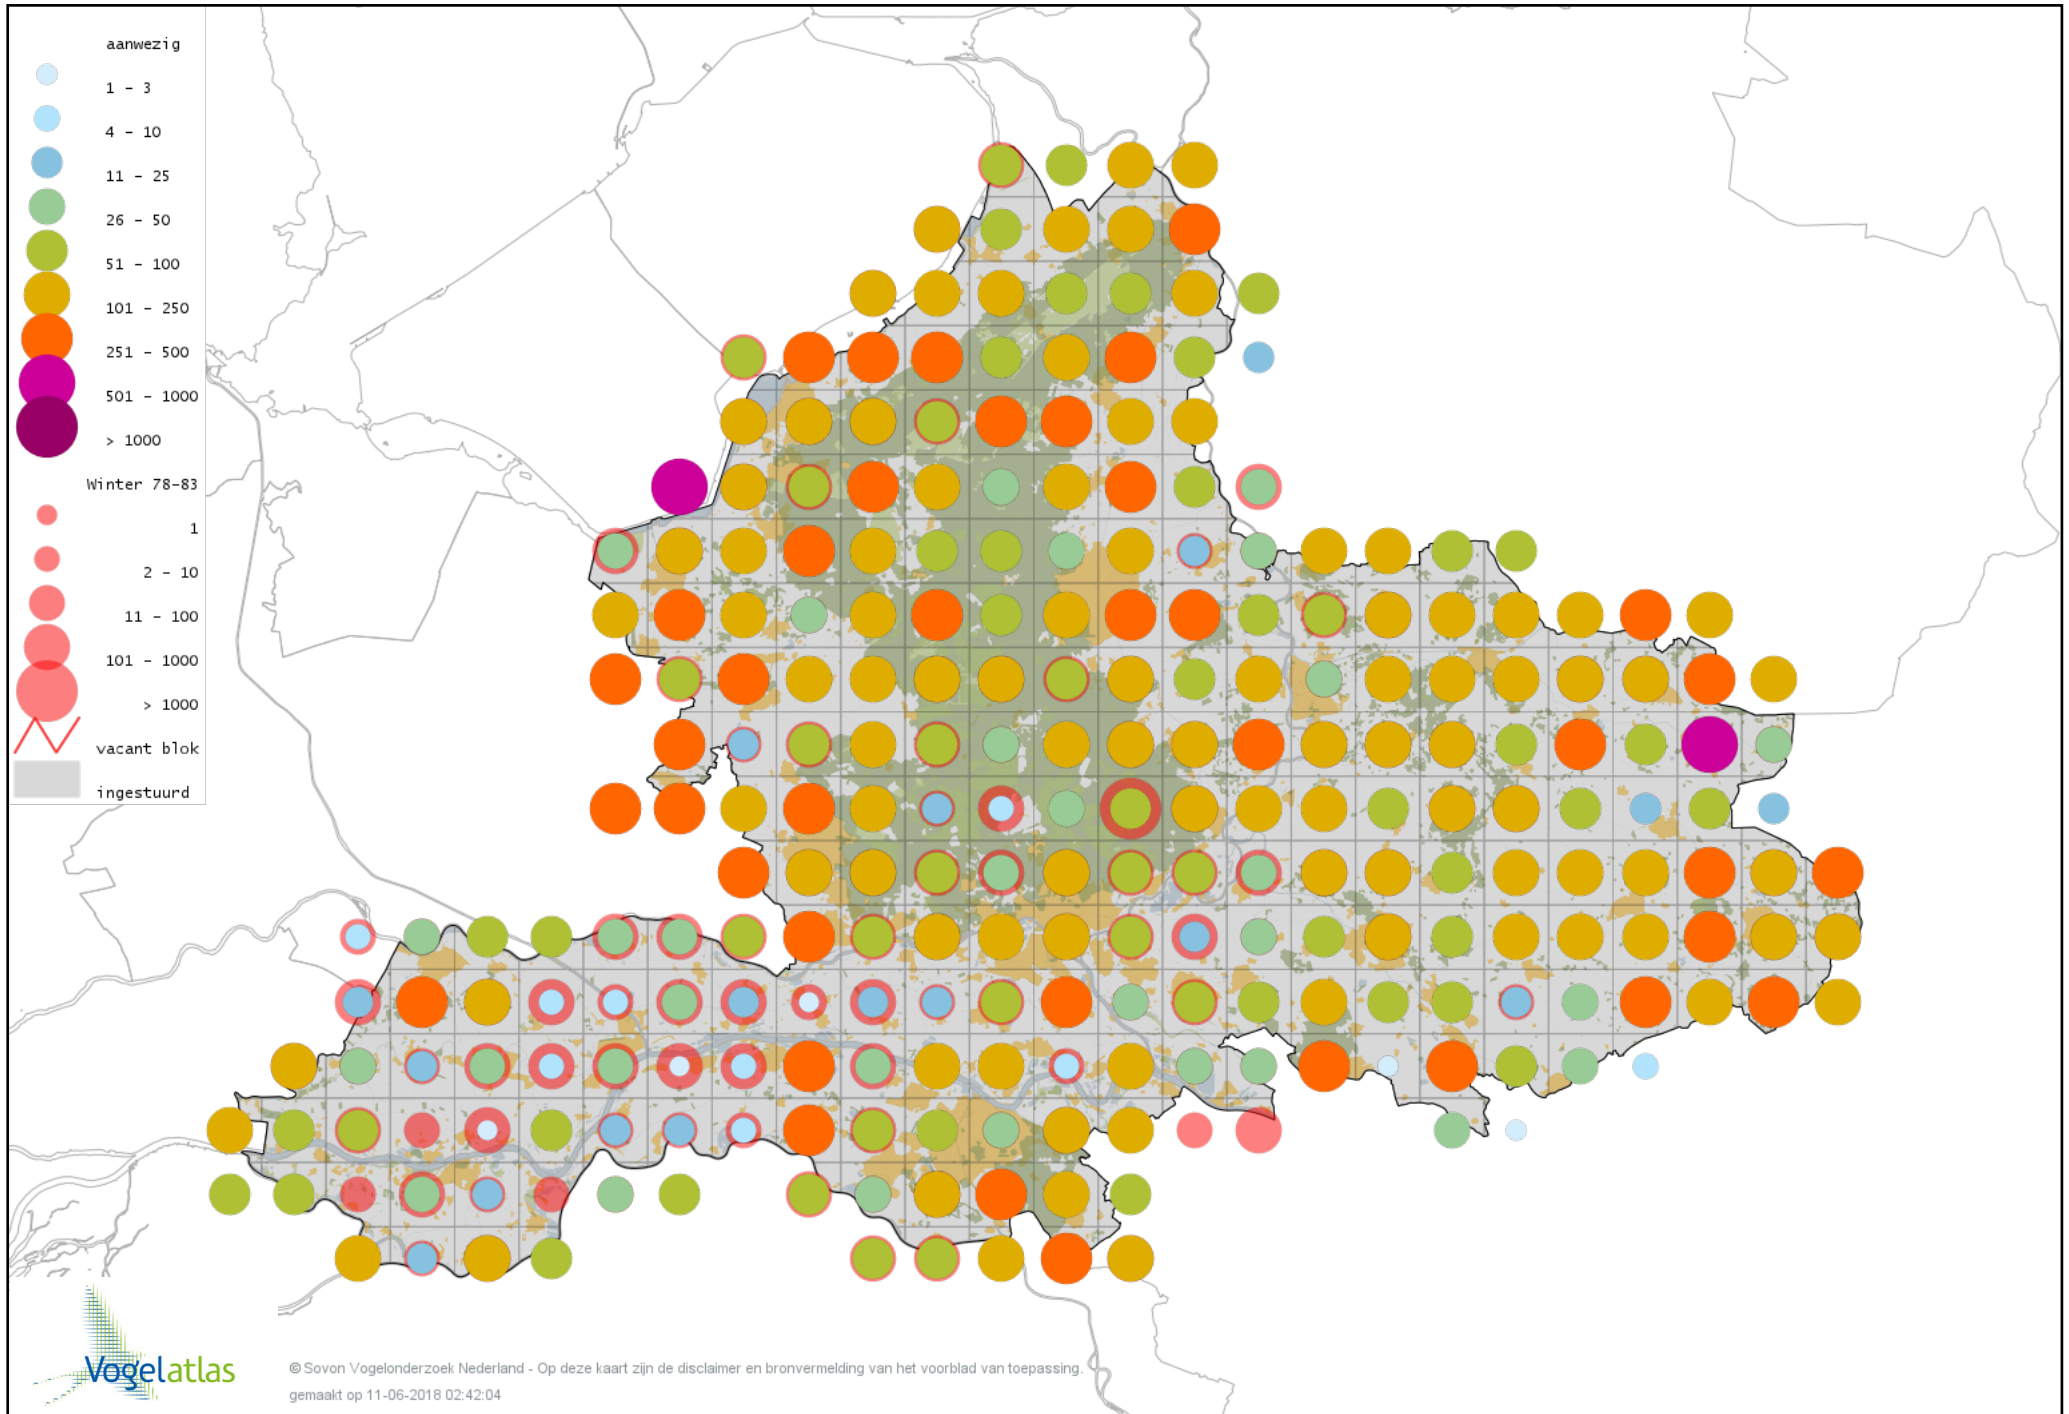 aanwezig
1 - 3
4 - 10
11 - 25
26 - 50
51 - 100
101 - 250
251 - 500
501 - 1000
> 1000
Winter 78-83
1
2 - 10
11 - 100
101 - 1000
> 1000
vacant blok
ingestuurd
Vogelatlas
© Sovon Vogelonderzoek Nederland - Op deze kaart zijn de disclaimer en bronvermelding van het voorblad van toepassing.
gemaakt op 11-06-2018 02:42:04